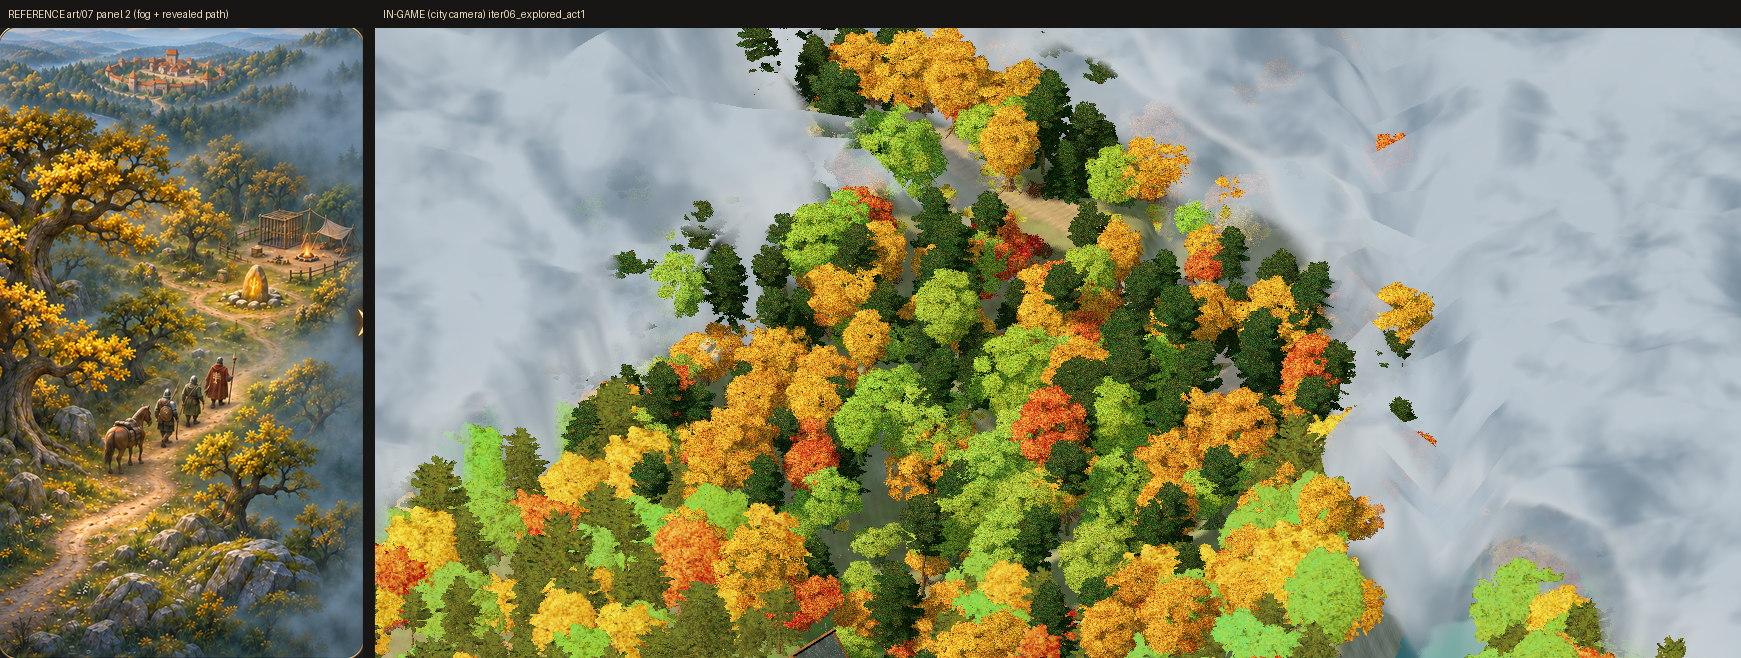 REFERENCE art/07 panel 2 (fog + revealed path)
IN-GAME (city camera) iter06_explored_act1